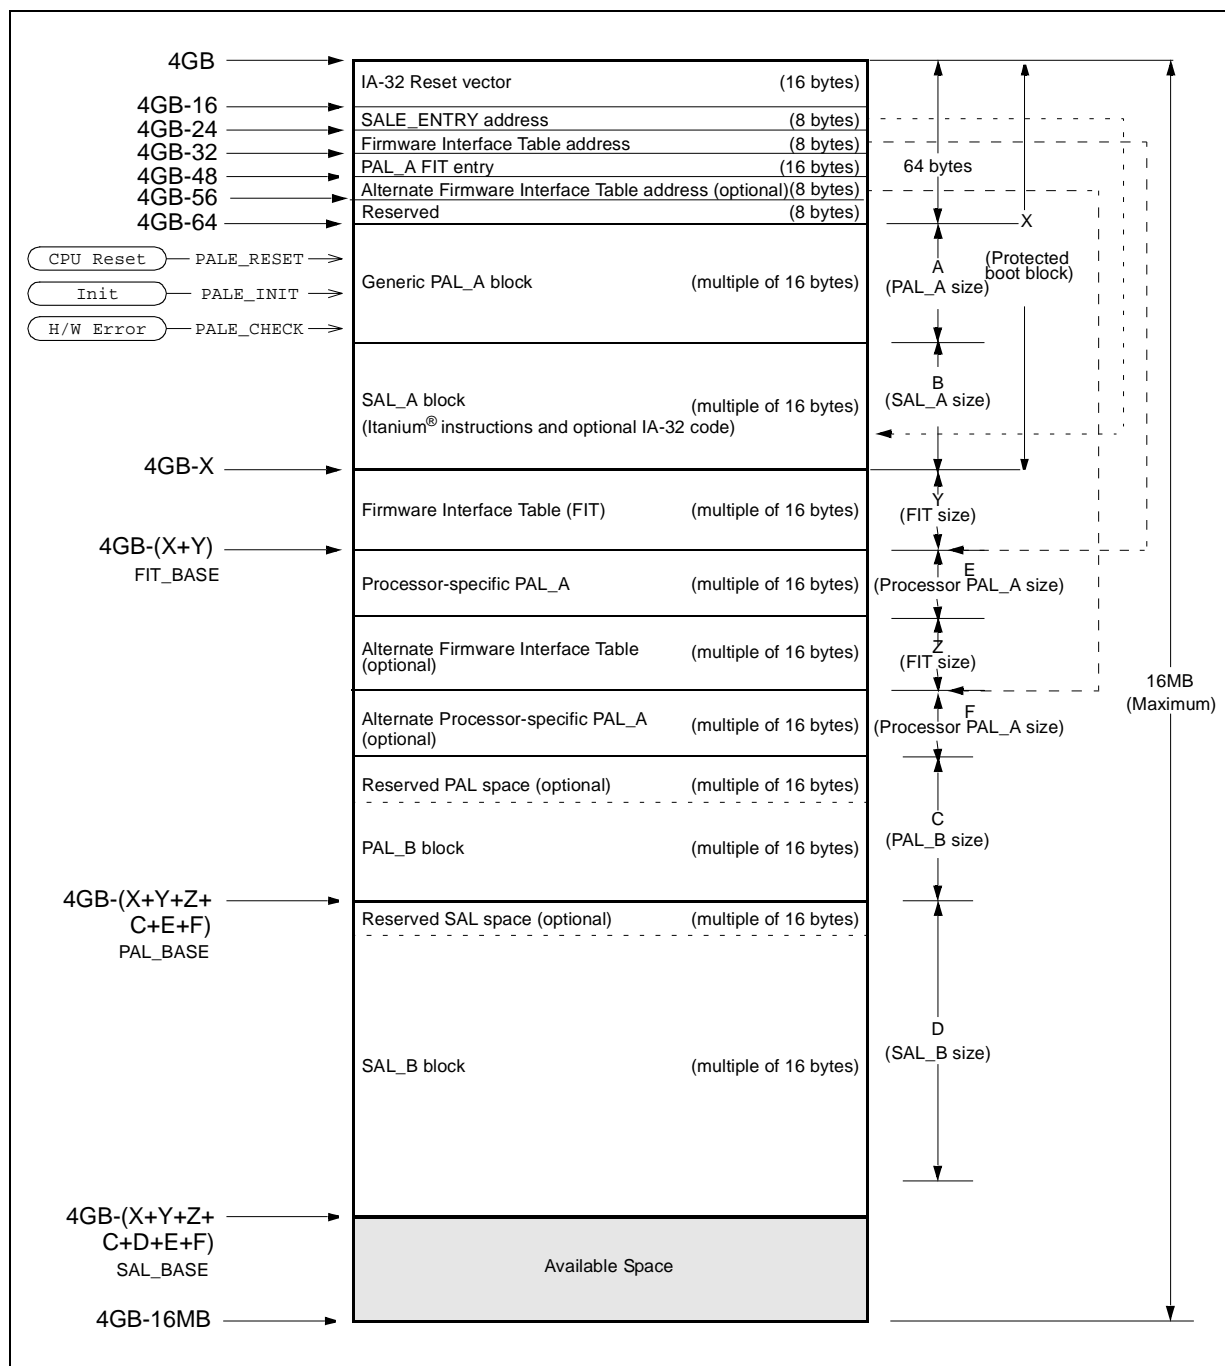 4GB
IA-32 Reset vector (16 bytes)
4GB-16
SALE_ENTRY address (8 bytes)
4GB-24
Firmware Interface Table address (8 bytes)
4GB-32
PAL_A FIT entry (16 bytes)
64 bytes
4GB-48
Alternate Firmware Interface Table address (optional)(8 bytes)
4GB-56
Reserved (8 bytes)
4GB-64
X
(Protected
boot block)
CPU Reset PALE_RESET
Init PALE_INIT
H/W Error PALE_CHECK
Generic PAL_A block (multiple of 16 bytes)
A
(PAL_A size)
SAL_A block (multiple of 16 bytes)
(Itanium® instructions and optional IA-32 code)
B
(SAL_A size)
4GB-X
Firmware Interface Table (FIT) (multiple of 16 bytes)
Y
(FIT size)
4GB-(X+Y)
FIT_BASE
Processor-specific PAL_A (multiple of 16 bytes)
E
(Processor PAL_A size)
Alternate Firmware Interface Table (multiple of 16 bytes)
(optional)
Z
(FIT size)
16MB
(Maximum)
Alternate Processor-specific PAL_A (multiple of 16 bytes)
(optional)
F
(Processor PAL_A size)
Reserved PAL space (optional) (multiple of 16 bytes)
PAL_B block (multiple of 16 bytes)
C
(PAL_B size)
4GB-(X+Y+Z+
C+E+F)
PAL_BASE
Reserved SAL space (optional) (multiple of 16 bytes)
SAL_B block (multiple of 16 bytes)
D
(SAL_B size)
4GB-(X+Y+Z+
C+D+E+F)
SAL_BASE
Available Space
4GB-16MB